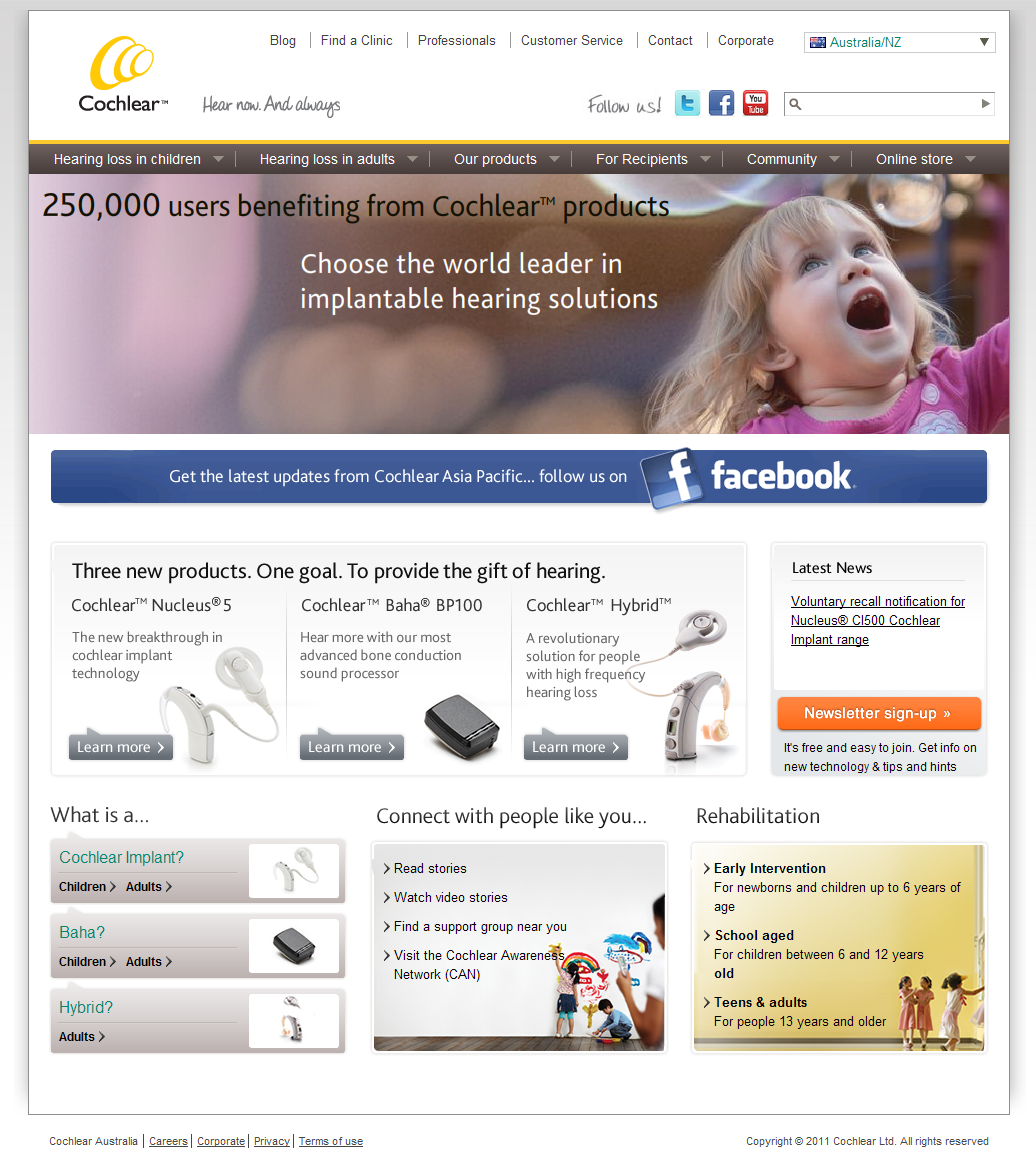 Blog
Find a Clinic
Professionals
Customer Service
Contact
Corporate
Australia/NZ
Cochlear™
Hear now. And always
Follow us!
You
Tube
Hearing loss in children
Hearing loss in adults
Our products
For Recipients
Community
Online store
250,000 users benefiting from Cochlear™ products
Choose the world leader in
implantable hearing solutions
Get the latest updates from Cochlear Asia Pacific... follow us on
facebook
Three new products. One goal. To provide the gift of hearing.
Cochlear™ Nucleus® 5
The new breakthrough in
cochlear implant
technology
Learn more
Cochlear™ Baha® BP100
Hear more with our most
advanced bone conduction
sound processor
Learn more
Cochlear™ Hybrid™
A revolutionary
solution for people
with high frequency
hearing loss
Learn more
Latest News
Voluntary recall notification for
Nucleus® CI500 Cochlear
Implant range
Newsletter sign-up »
It's free and easy to join. Get info on
new technology & tips and hints
What is a...
Cochlear Implant?
Children
Adults
Baha?
Children
Adults
Hybrid?
Adults
Connect with people like you...
Read stories
Watch video stories
Find a support group near you
Visit the Cochlear Awareness
Network (CAN)
Rehabilitation
Early Intervention
For newborns and children up to 6 years of
age
School aged
For children between 6 and 12 years
old
Teens & adults
For people 13 years and older
Cochlear Australia
Careers
Corporate
Privacy
Terms of use
Copyright © 2011 Cochlear Ltd. All rights reserved